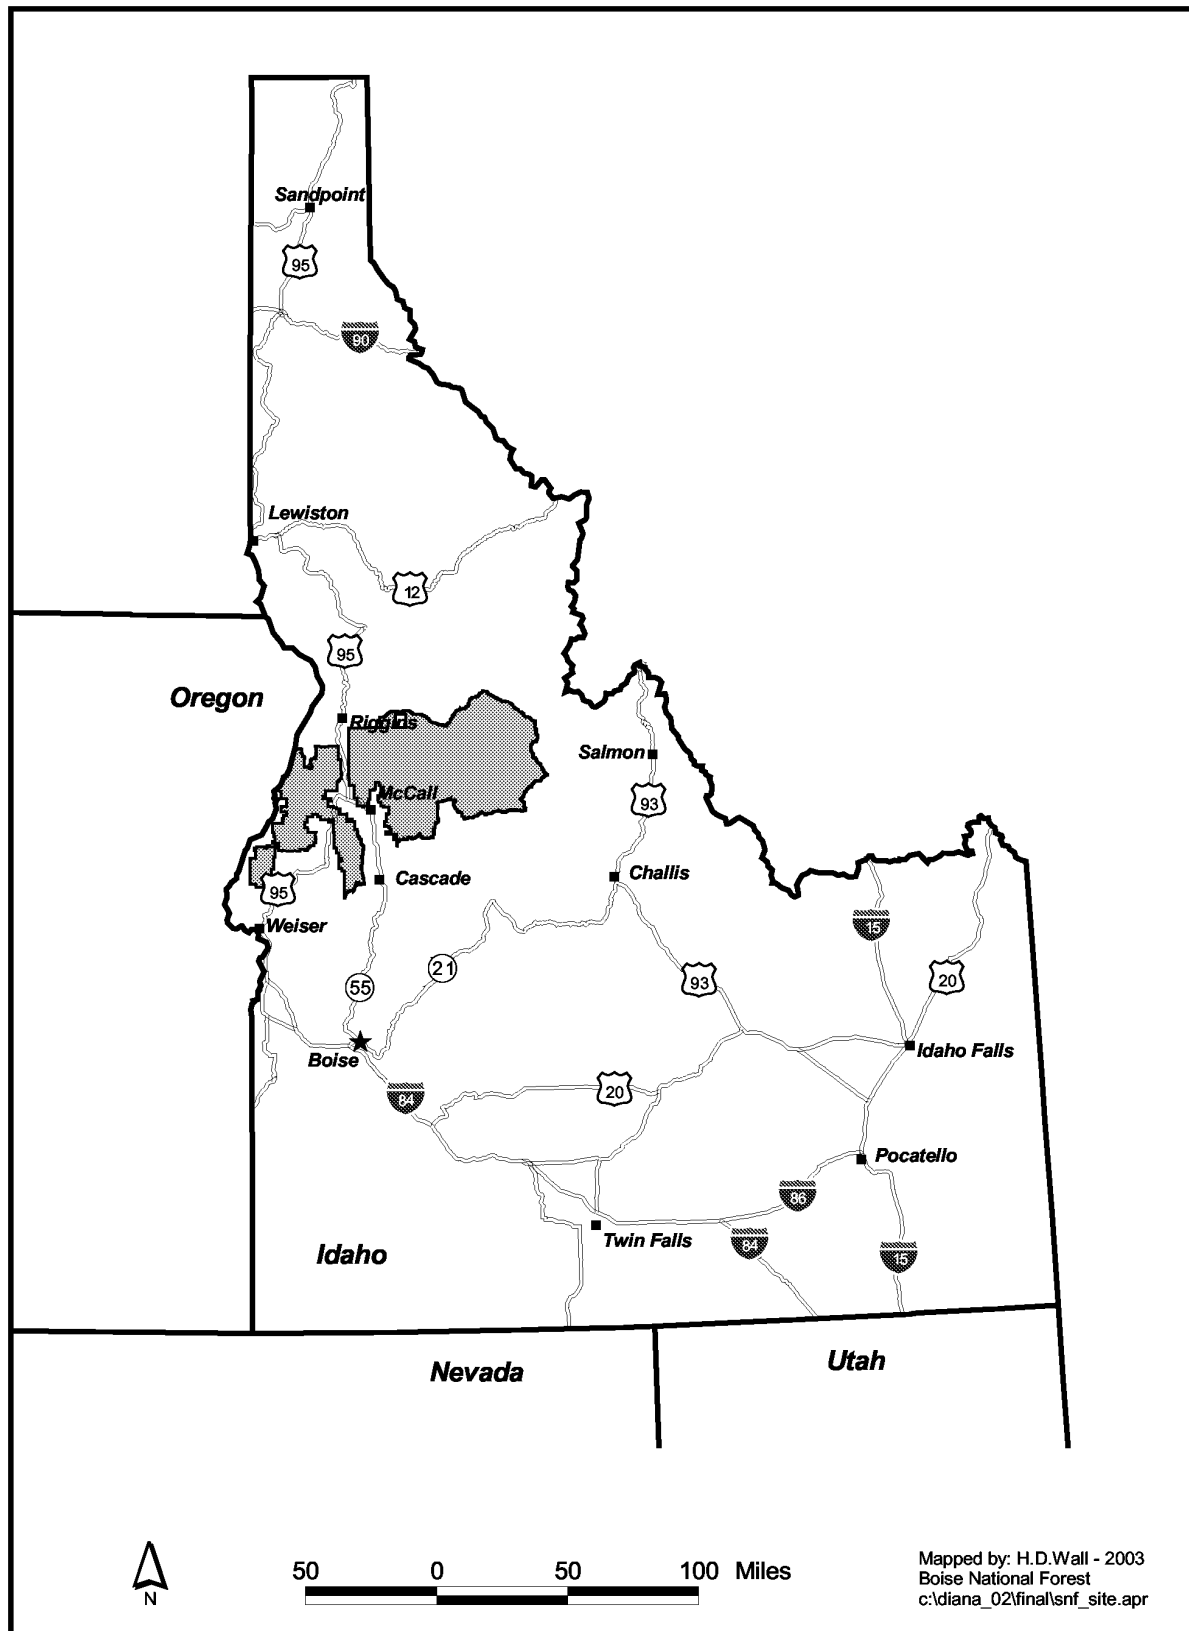 Sandpoint
95
90
Lewiston
12
95
Oregon
Riggins
Salmon
McCall
93
Challis
Cascade
95
Weiser
15
21
93
20
55
Boise
Idaho Falls
84
20
Pocatello
86
Twin Falls
84
15
Idaho
Utah
Nevada
50 0 50 100 Miles
N
Mapped by: H.D.Wall - 2003
Boise National Forest
c:\diana_02\final\snf_site.apr